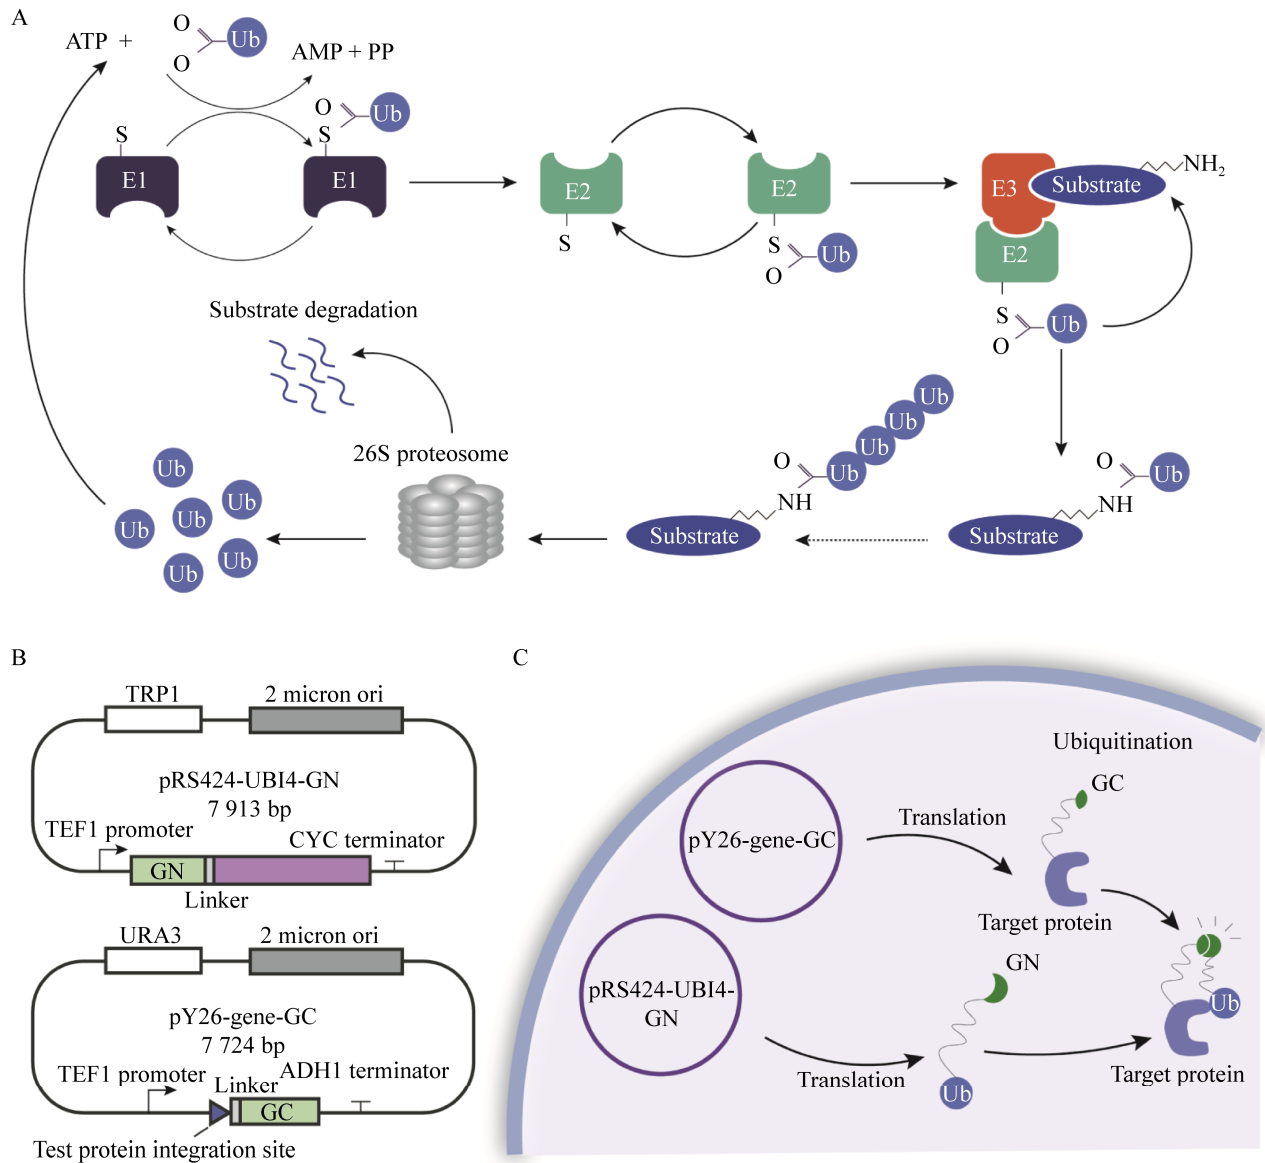 A
ATP +
O
O
Ub
AMP + PP
S
E1
O
S
Ub
E1
E2
S
E2
S
O
Ub
E3
Substrate
NH2
E2
S
O
Ub
Substrate degradation
26S proteosome
Ub
Ub
Ub
Ub
Ub
Ub
Substrate
O
NH
Ub
Ub
Ub
Ub
Substrate
O
NH
Ub
B
TRP1
2 micron ori
pRS424-UBI4-GN
7 913 bp
TEF1 promoter
CYC terminator
GN
Linker
URA3
2 micron ori
pY26-gene-GC
7 724 bp
TEF1 promoter
Linker
ADH1 terminator
GC
Test protein integration site
C
Ubiquitination
GC
pY26-gene-GC
Translation
Target protein
pRS424-UBI4-
GN
GN
Translation
Ub
Ub
Target protein